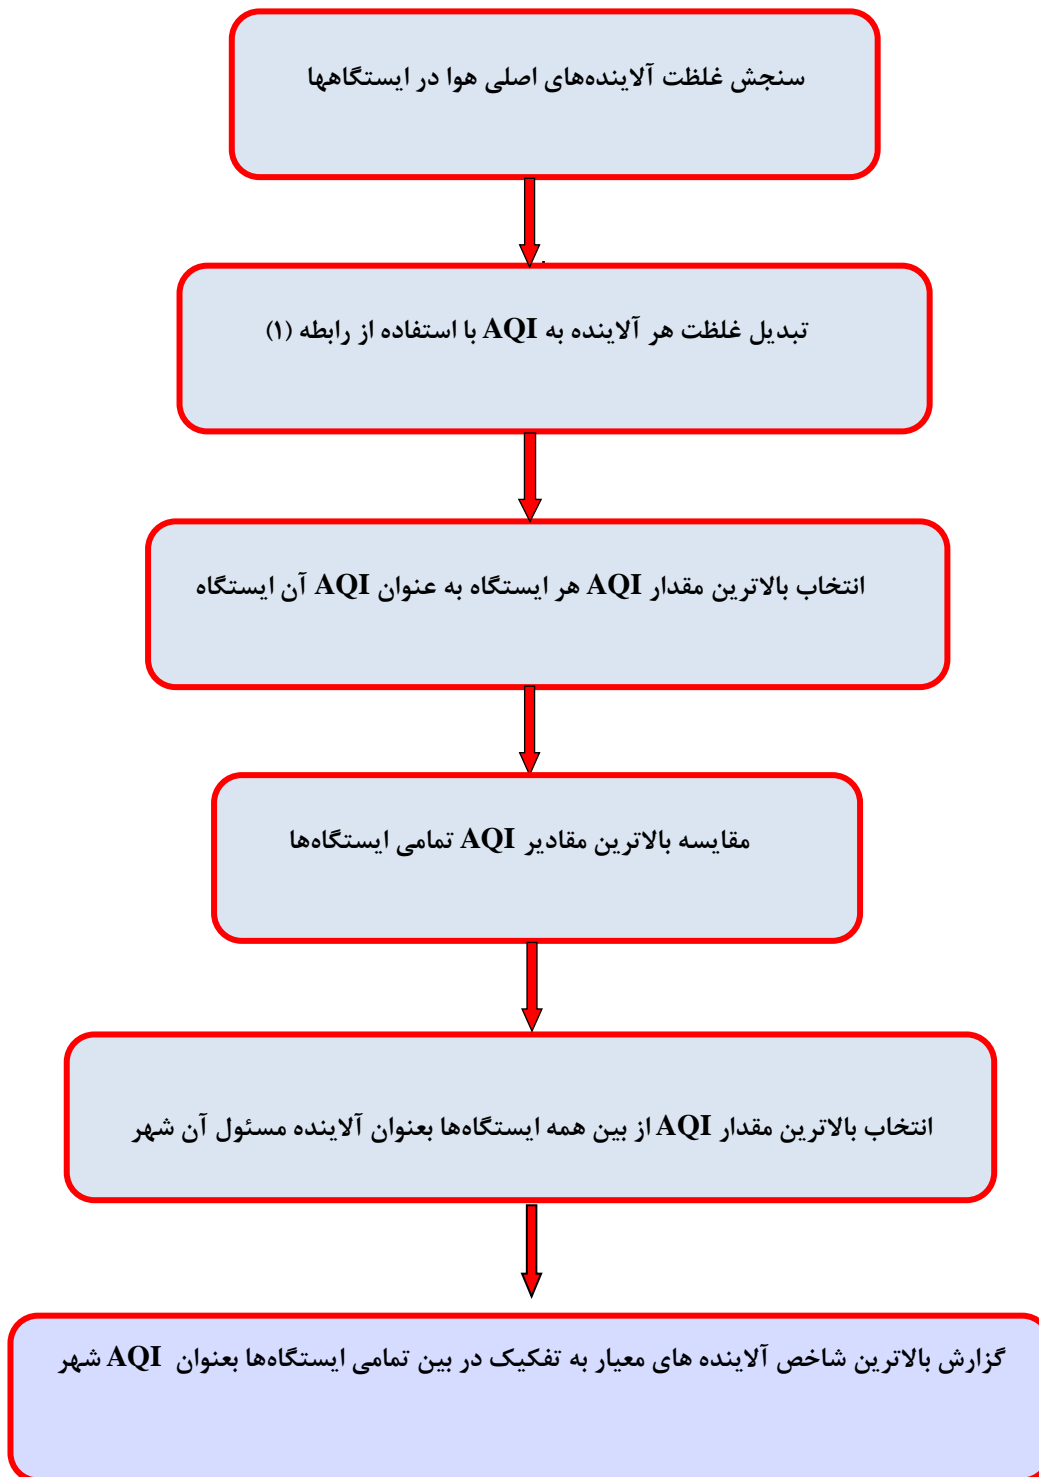 سنجش غلظت آلاینده‌های اصلی هوا در ایستگاهها
تبدیل غلظت هر آلاینده به AQI با استفاده از رابطه (۱)
انتخاب بالاترین مقدار AQI هر ایستگاه به عنوان AQI آن ایستگاه
مقایسه بالاترین مقادیر AQI تمامی ایستگاه‌ها
انتخاب بالاترین مقدار AQI از بین همه ایستگاه‌ها بعنوان آلاینده مسئول آن شهر
گزارش بالاترین شاخص آلاینده های معیار به تفکیک در بین تمامی ایستگاه‌ها بعنوان AQI شهر